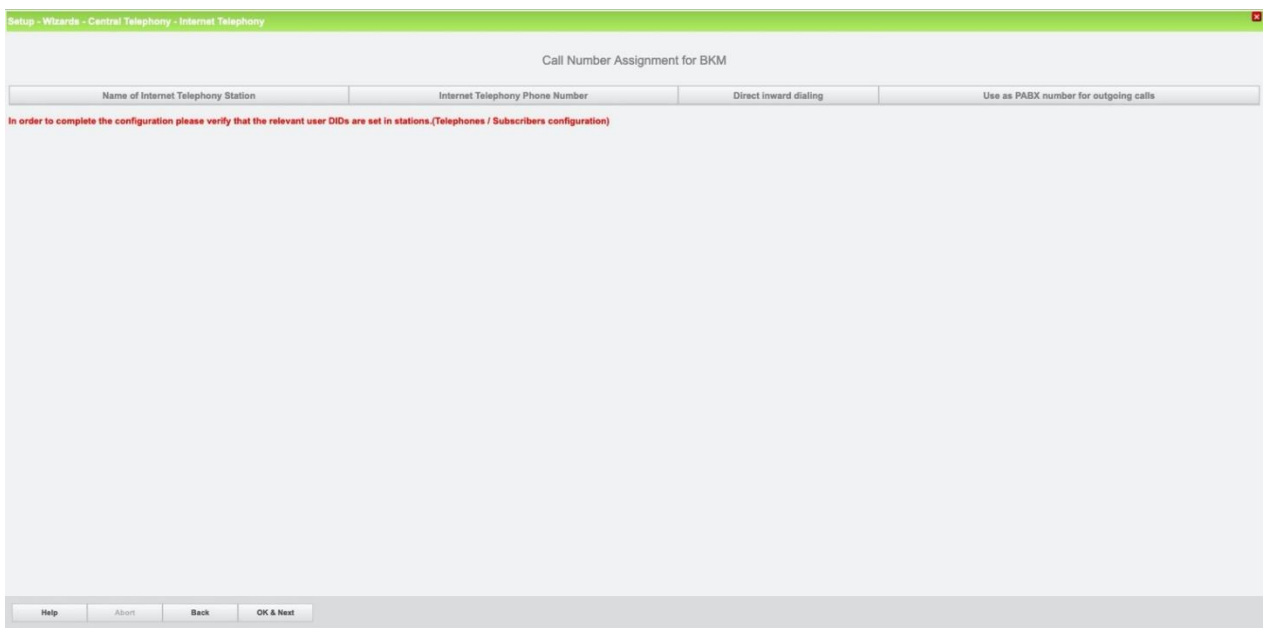 Setup - Wizards - Central Telephony - Internet Telephony
Call Number Assignment for BKM
Name of Internet Telephony Station Internet Telephony Phone Number Direct inward dialing Use as PABX number for outgoing calls
In order to complete the configuration please verify that the relevant user DIDs are set in stations.(Telephones / Subscribers configuration)
Help Abort Back OK & Next